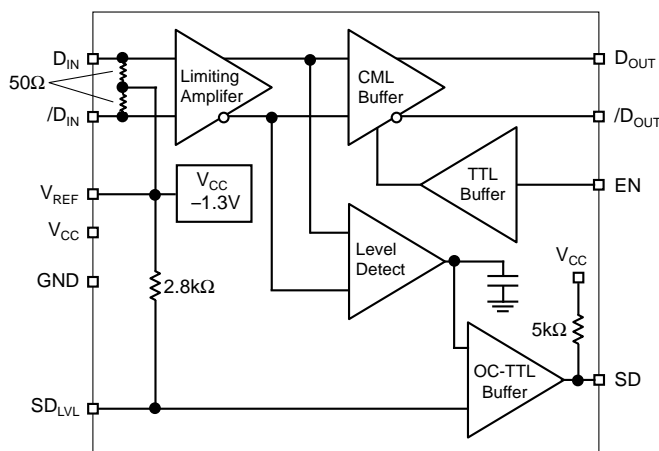 D_IN
50Ω
/D_IN
V_REF
V_CC
GND
SD_LVL
Limiting
Amplifer
CML
Buffer
D_OUT
/D_OUT
V_CC
–1.3V
TTL
Buffer
EN
2.8kΩ
Level
Detect
V_CC
5kΩ
OC-TTL
Buffer
SD